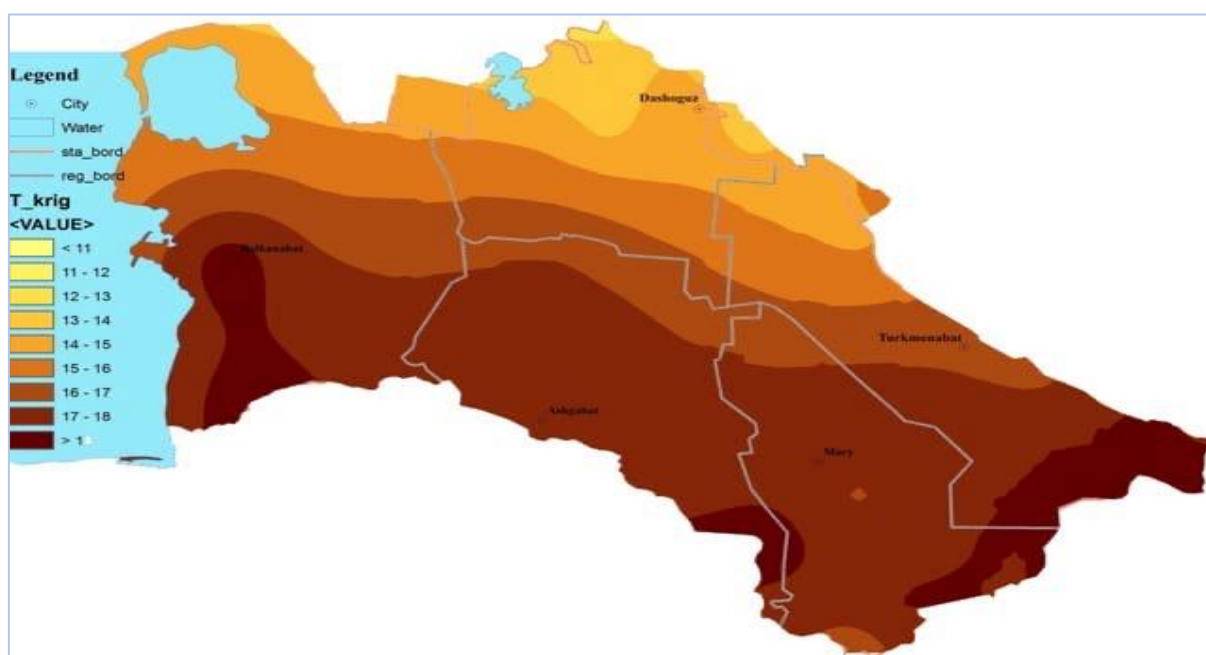 Legend
City
Water
sta_bord
reg_bord
T_krig
<VALUE>
< 11
11 - 12
12 - 13
13 - 14
14 - 15
15 - 16
16 - 17
17 - 18
Dashoguz
Balkanabat
Turkmenabat
Ashgabat
Mary